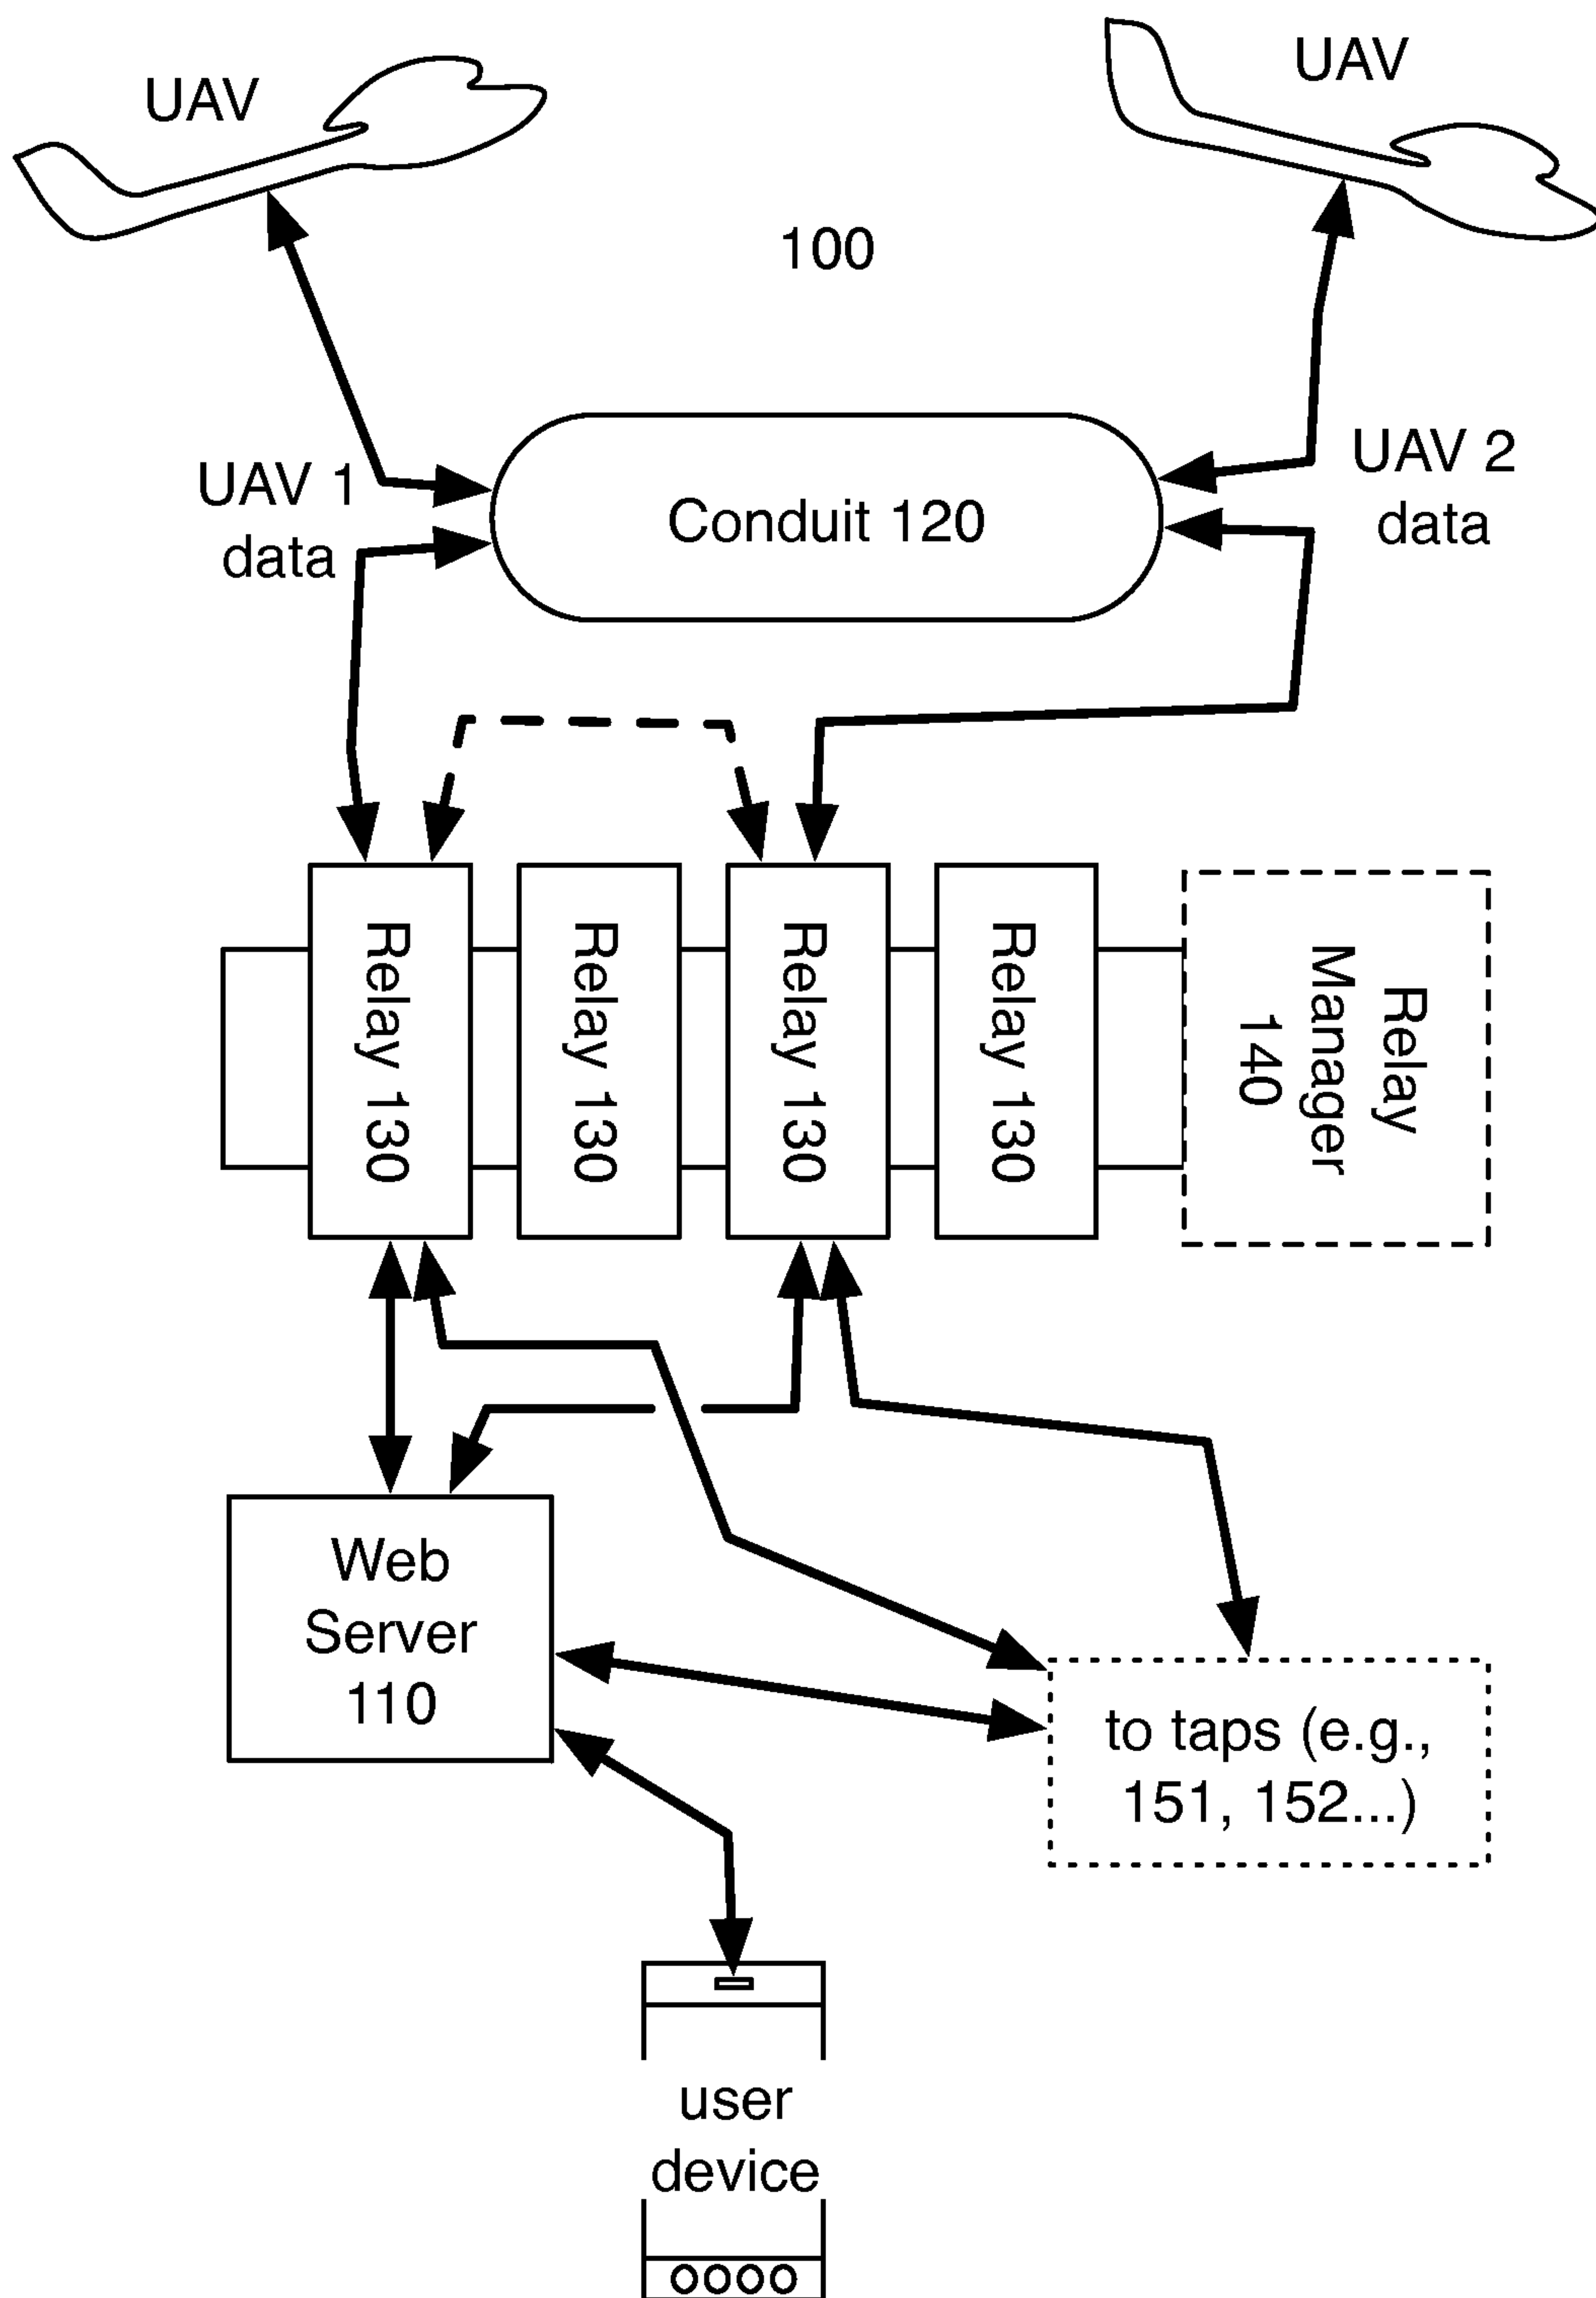 UAV
UAV
100
UAV 1
data
Conduit 120
UAV 2
data
Relay 130
Relay 130
Relay 130
Relay 130
Relay
Manager
140
Web
Server
110
to taps (e.g.,
151, 152...)
user
device